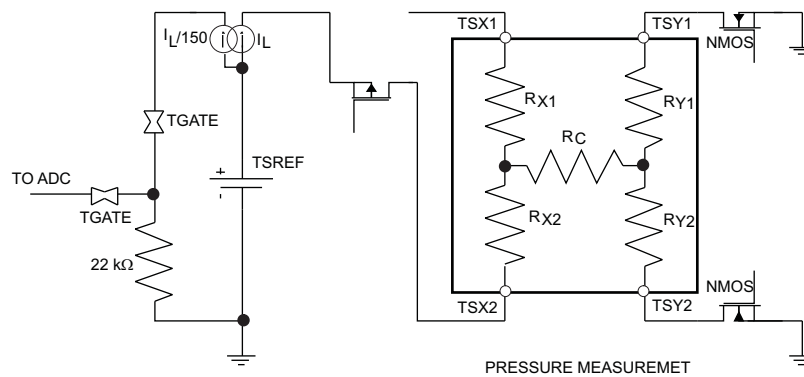 TSX1
TSY1
I_L/150
I_L
NMOS
TGATE
R_X1
R_Y1
R_C
TSREF
+
-
TO ADC
TGATE
R_X2
R_Y2
22 kΩ
NMOS
TSX2
TSY2
PRESSURE MEASUREMET